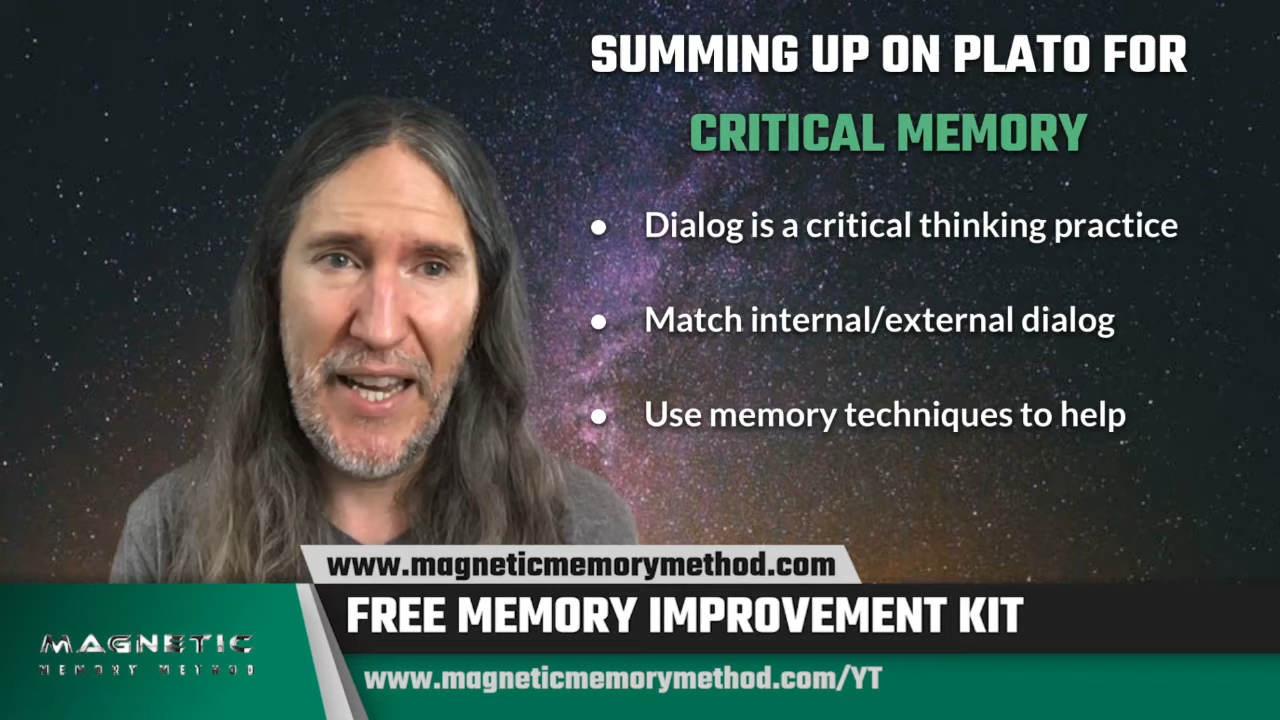 SUMMING UP ON PLATO FOR
CRITICAL MEMORY
• Dialog is a critical thinking practice
• Match internal/external dialog
• Use memory techniques to help
www.magneticmemorymethod.com
FREE MEMORY IMPROVEMENT KIT
MAGNETIC
MEMORY METHOD
www.magneticmemorymethod.com/YT